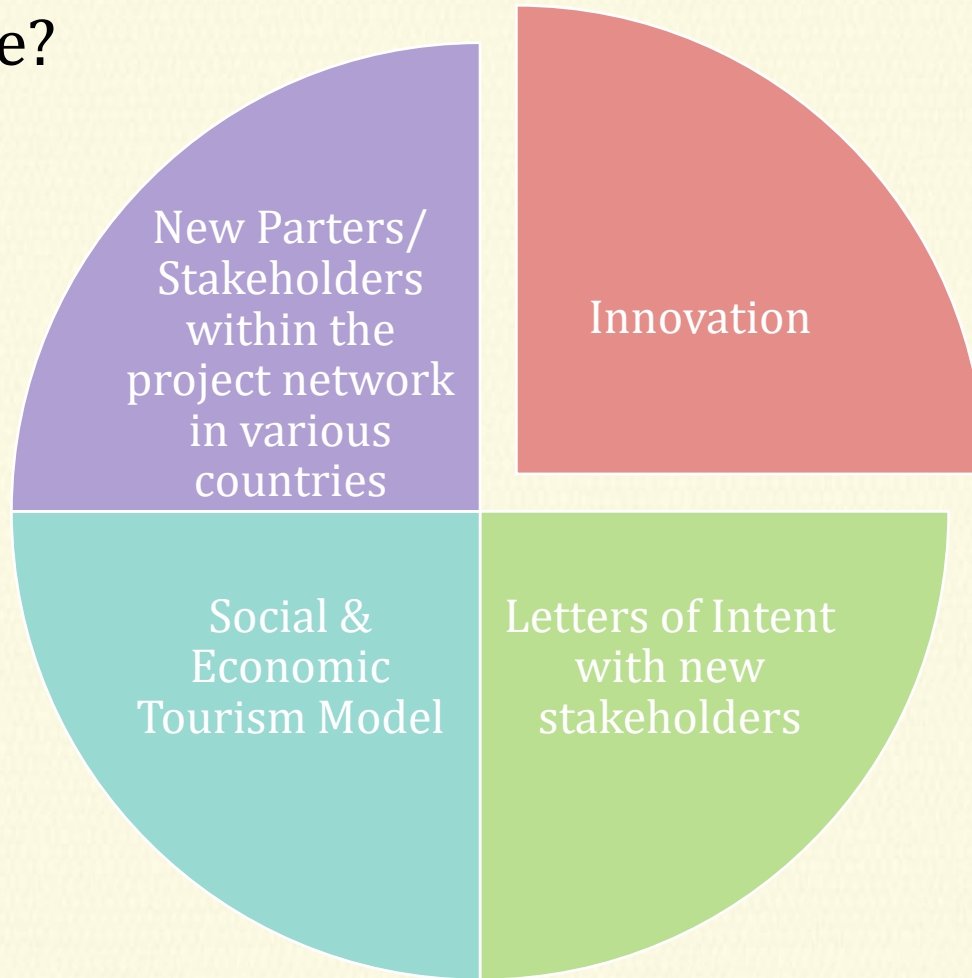 e?
New Parters/
Stakeholders
within the
project network
in various
countries
Innovation
Social &
Economic
Tourism Model
Letters of Intent
with new
stakeholders